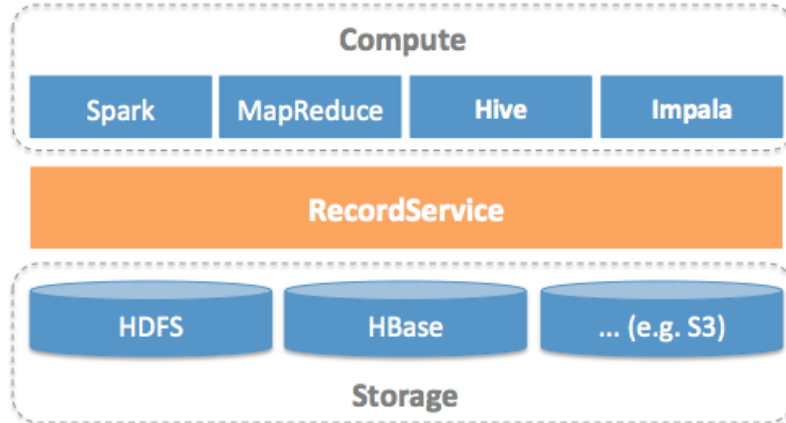 Compute
Spark MapReduce Hive Impala
RecordService
HDFS HBase ... (e.g. S3)
Storage